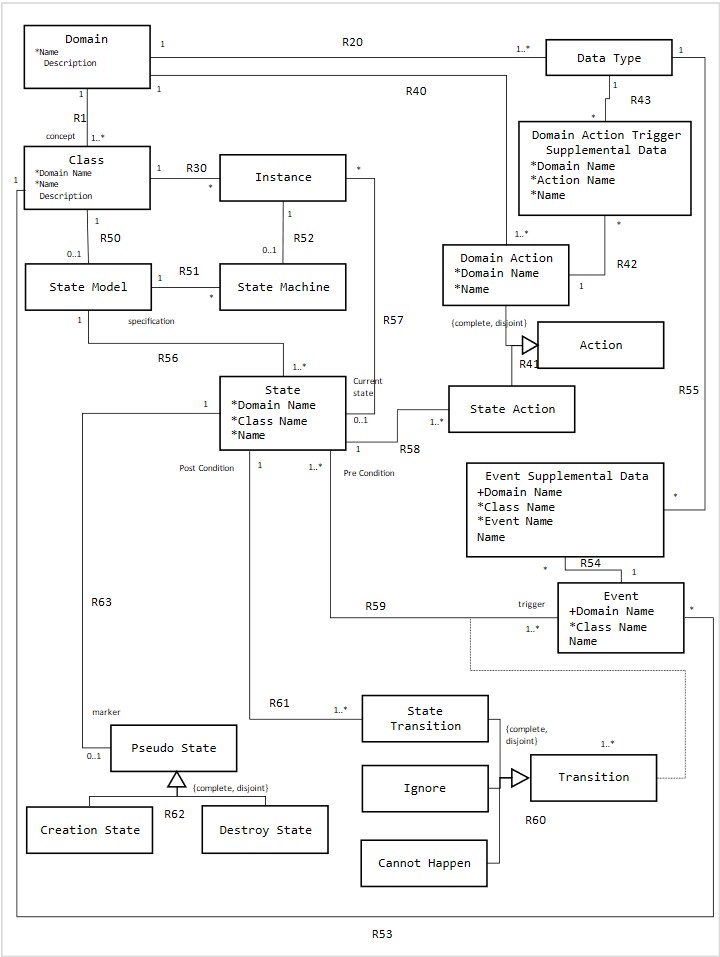 Domain
*Name
Description
1
R20
1..*
Data Type
1
1
R40
1
R43
*
1
R1
concept
1..*
Domain Action Trigger
Supplemental Data
*Domain Name
*Action Name
*Name
Class
*Domain Name
*Name
Description
1
1
R30
*
Instance
*
1
R50
0..1
1
R52
0..1
1..*
*
R42
1
Domain Action
*Domain Name
*Name
State Model
1
R51
*
State Machine
1
specification
R56
1..*
R57
{complete, disjoint}
Action
R41
R55
State
*Domain Name
*Class Name
*Name
1
Current
state
0..1
State Action
1..*
1
R58
Post Condition
1
1..*
Pre Condition
Event Supplemental Data
+Domain Name
*Class Name
*Event Name
Name
*
*
R54
1
Event
+Domain Name
*Class Name
Name
*
R63
R59
trigger
1..*
R61
1..*
State
Transition
{complete,
disjoint}
1..*
marker
0..1
Pseudo State
Transition
{complete, disjoint}
Ignore
R62
R60
Creation State
Destroy State
Cannot Happen
R53